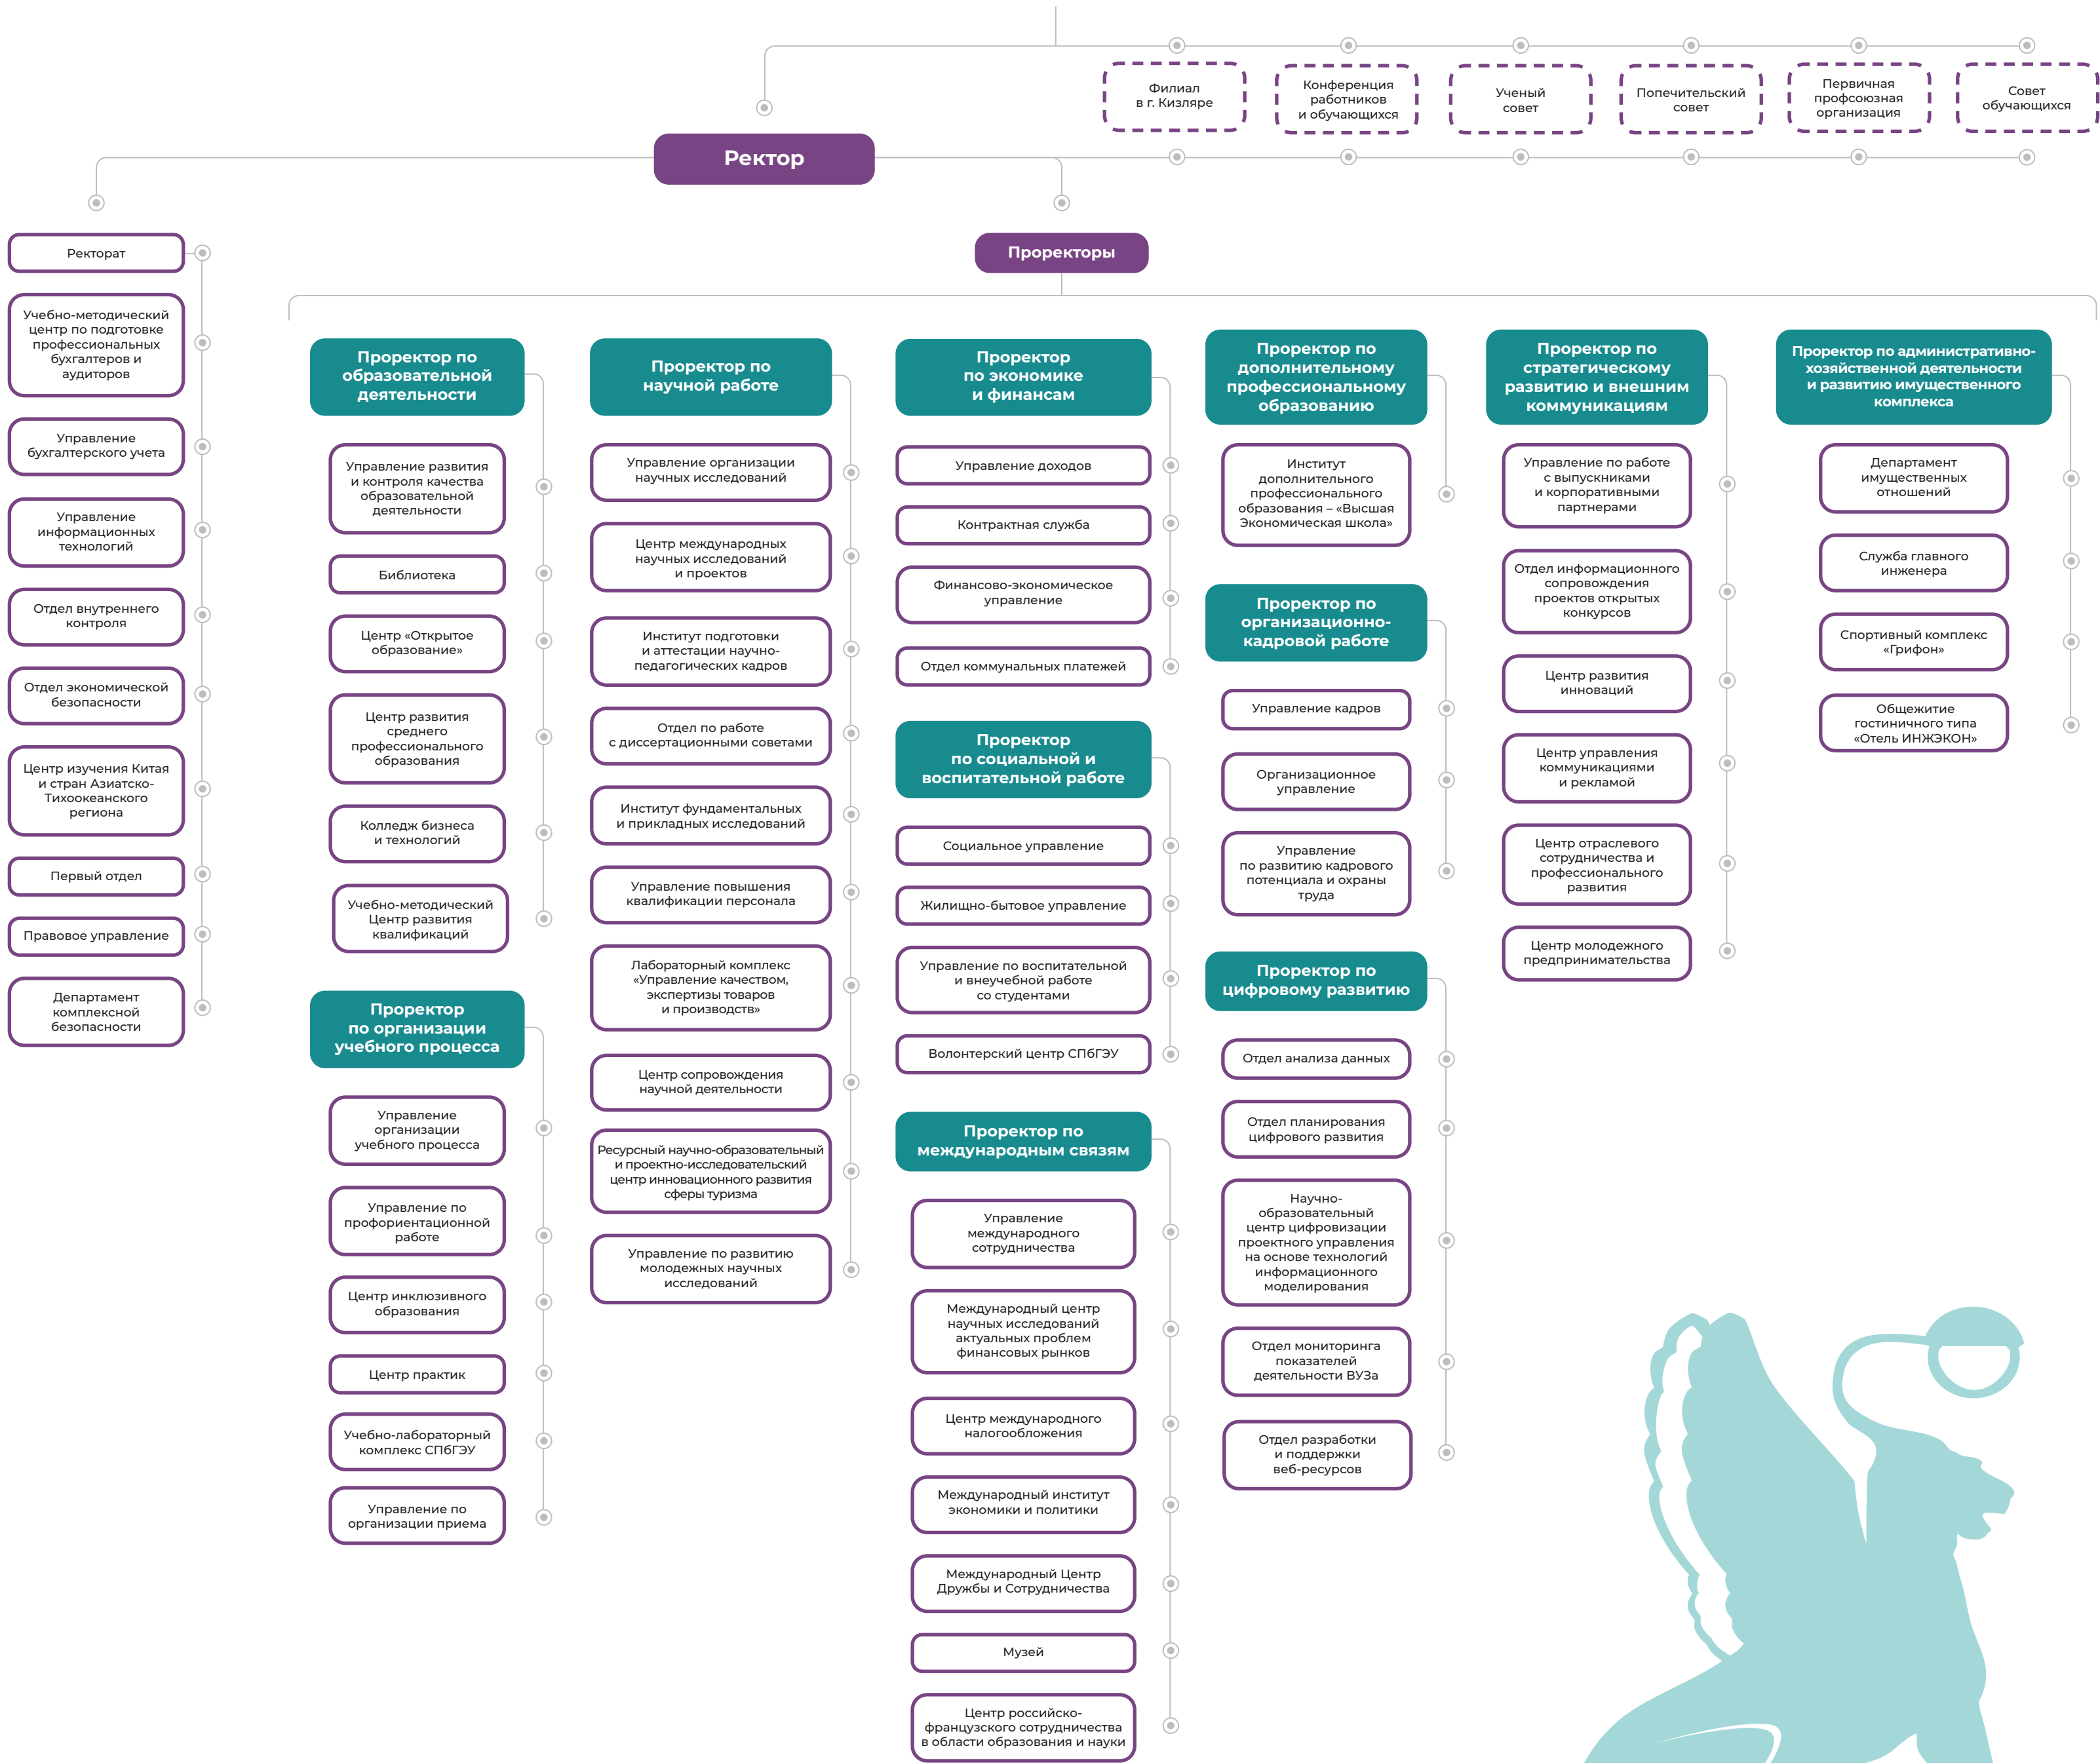 Филиал
в г. Кизляре
Конференция
работников
и обучающихся
Ученый
совет
Попечительский
совет
Первичная
профсоюзная
организация
Совет
обучающихся
Ректор
Ректорат
Учебно-методический
центр по подготовке
профессиональных
бухгалтеров и
аудиторов
Управление
бухгалтерского учета
Управление
информационных
технологий
Отдел внутреннего
контроля
Отдел экономической
безопасности
Центр изучения Китая
и стран Азиатско-
Тихоокеанского
региона
Первый отдел
Правовое управление
Департамент
комплексной
безопасности
Проректоры
Проректор по
образовательной
деятельности
Управление развития
и контроля качества
образовательной
деятельности
Библиотека
Центр «Открытое
образование»
Центр развития
среднего
профессионального
образования
Колледж бизнеса
и технологий
Учебно-методический
Центр развития
квалификаций
Проректор
по организации
учебного процесса
Управление
организации
учебного процесса
Управление по
профориентационной
работе
Центр инклюзивного
образования
Центр практик
Учебно-лабораторный
комплекс СПбГЭУ
Управление по
организации приема
Проректор по
научной работе
Управление организации
научных исследований
Центр международных
научных исследований
и проектов
Институт подготовки
и аттестации научно-
педагогических кадров
Отдел по работе
с диссертационными советами
Институт фундаментальных
и прикладных исследований
Управление повышения
квалификации персонала
Лабораторный комплекс
«Управление качеством,
экспертизы товаров
и производств»
Центр сопровождения
научной деятельности
Ресурсный научно-образовательный
и проектно-исследовательский
центр инновационного развития
сферы туризма
Управление по развитию
молодежных научных
исследований
Проректор
по экономике
и финансам
Управление доходов
Контрактная служба
Финансово-экономическое
управление
Отдел коммунальных платежей
Проректор
по социальной и
воспитательной работе
Социальное управление
Жилищно-бытовое управление
Управление по воспитательной
и внеучебной работе
со студентами
Волонтерский центр СПбГЭУ
Проректор по
международным связям
Управление
международного
сотрудничества
Международный центр
научных исследований
актуальных проблем
финансовых рынков
Центр международного
налогообложения
Международный институт
экономики и политики
Международный Центр
Дружбы и Сотрудничества
Музей
Центр российско-
французского сотрудничества
в области образования и науки
Проректор по
дополнительному
профессиональному
образованию
Институт
дополнительного
профессионального
образования – «Высшая
Экономическая школа»
Проректор по
организационно-
кадровой работе
Управление кадров
Организационное
управление
Управление
по развитию кадрового
потенциала и охраны
труда
Проректор по
цифровому развитию
Отдел анализа данных
Отдел планирования
цифрового развития
Научно-
образовательный
центр цифровизации
проектного управления
на основе технологий
информационного
моделирования
Отдел мониторинга
показателей
деятельности ВУЗа
Отдел разработки
и поддержки
веб-ресурсов
Проректор по
стратегическому
развитию и внешним
коммуникациям
Управление по работе
с выпускниками
и корпоративными
партнерами
Отдел информационного
сопровождения
проектов открытых
конкурсов
Центр развития
инноваций
Центр управления
коммуникациями
и рекламой
Центр отраслевого
сотрудничества и
профессионального
развития
Центр молодежного
предпринимательства
Проректор по административно-
хозяйственной деятельности
и развитию имущественного
комплекса
Департамент
имущественных
отношений
Служба главного
инженера
Спортивный комплекс
«Грифон»
Общежитие
гостиничного типа
«Отель ИНЖЭКОН»